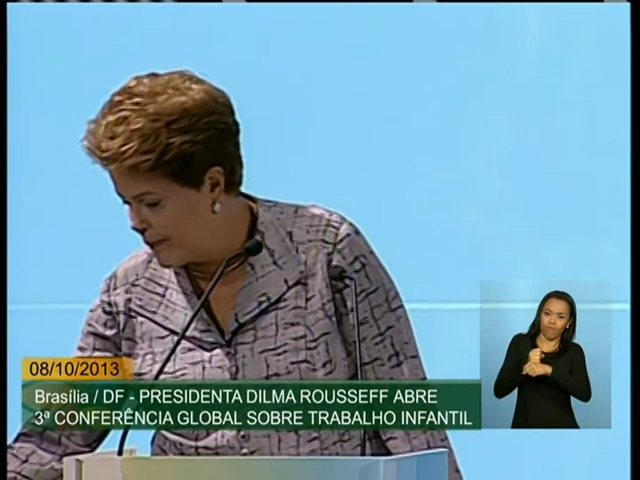 08/10/2013
Brasília / DF - PRESIDENTA DILMA ROUSSEFF ABRE
3ª CONFERÊNCIA GLOBAL SOBRE TRABALHO INFANTIL